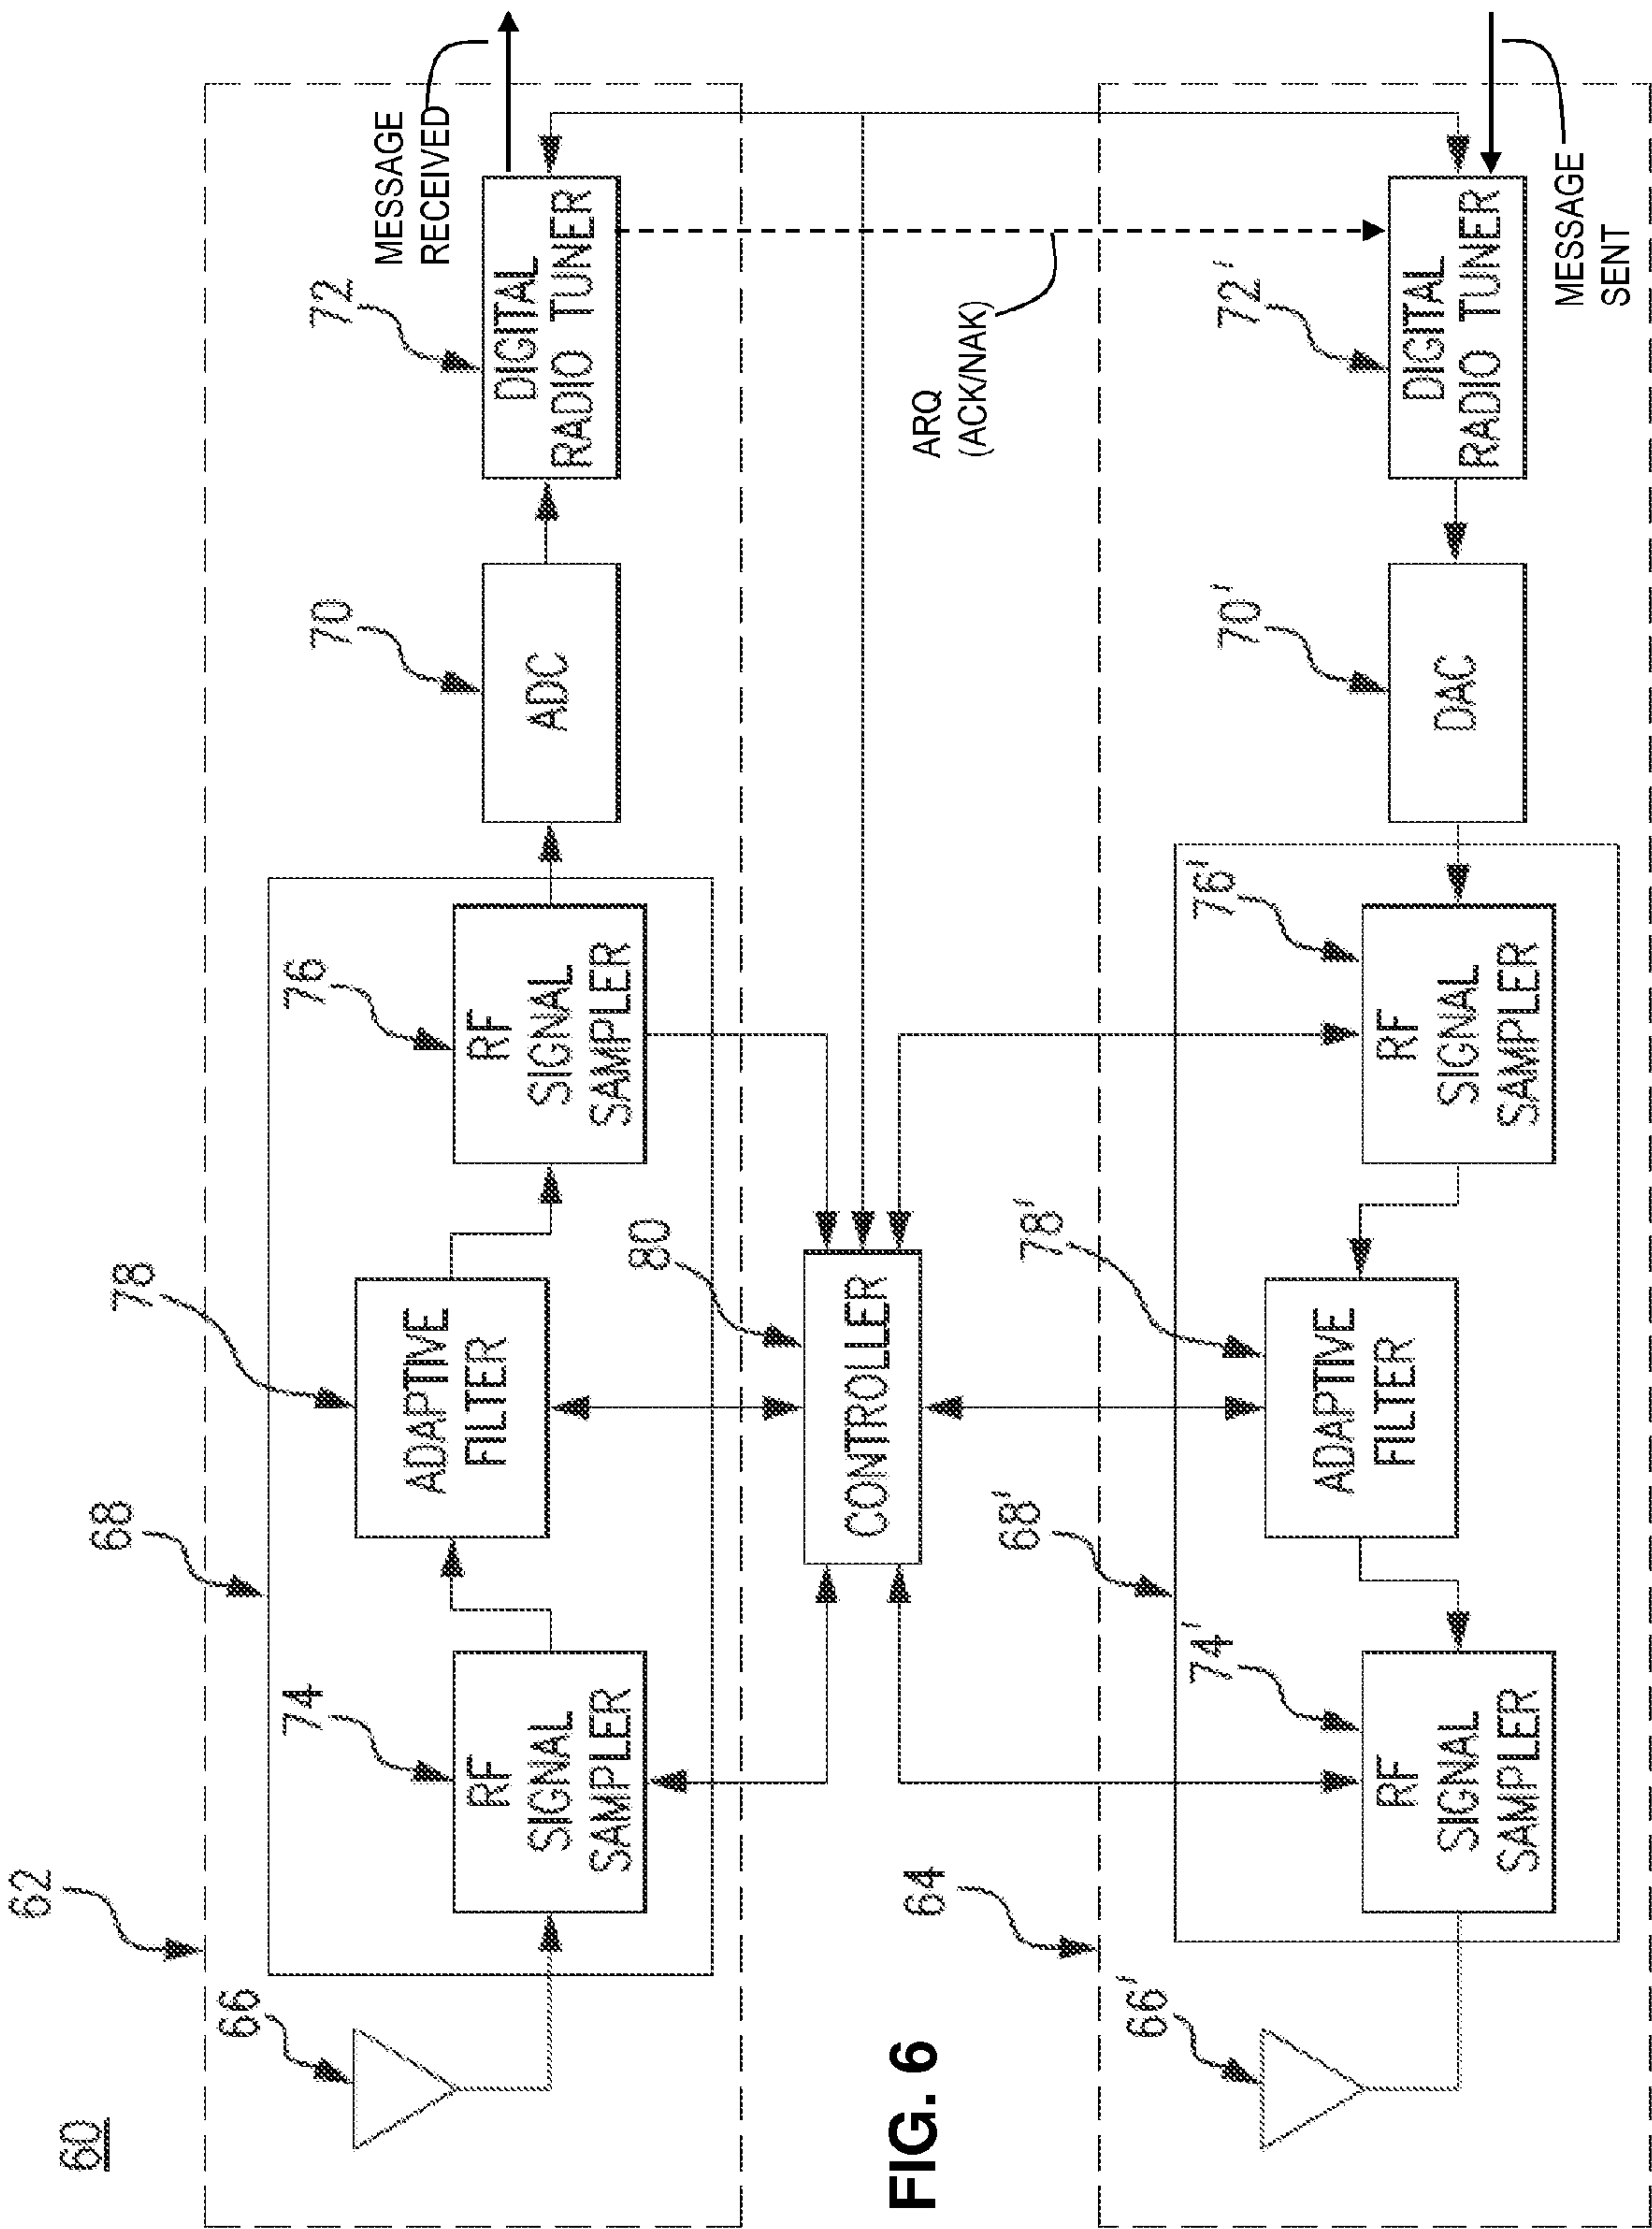 60
62
66
68
74
RF
SIGNAL
SAMPLER
78
ADAPTIVE
FILTER
76
RF
SIGNAL
SAMPLER
70
ADC
72
DIGITAL
RADIO TUNER
MESSAGE
RECEIVED
80
CONTROLLER
ARQ
(ACK/NAK)
FIG. 6
64
66'
68'
74'
RF
SIGNAL
SAMPLER
78'
ADAPTIVE
FILTER
76'
RF
SIGNAL
SAMPLER
70'
DAC
72'
DIGITAL
RADIO TUNER
MESSAGE
SENT